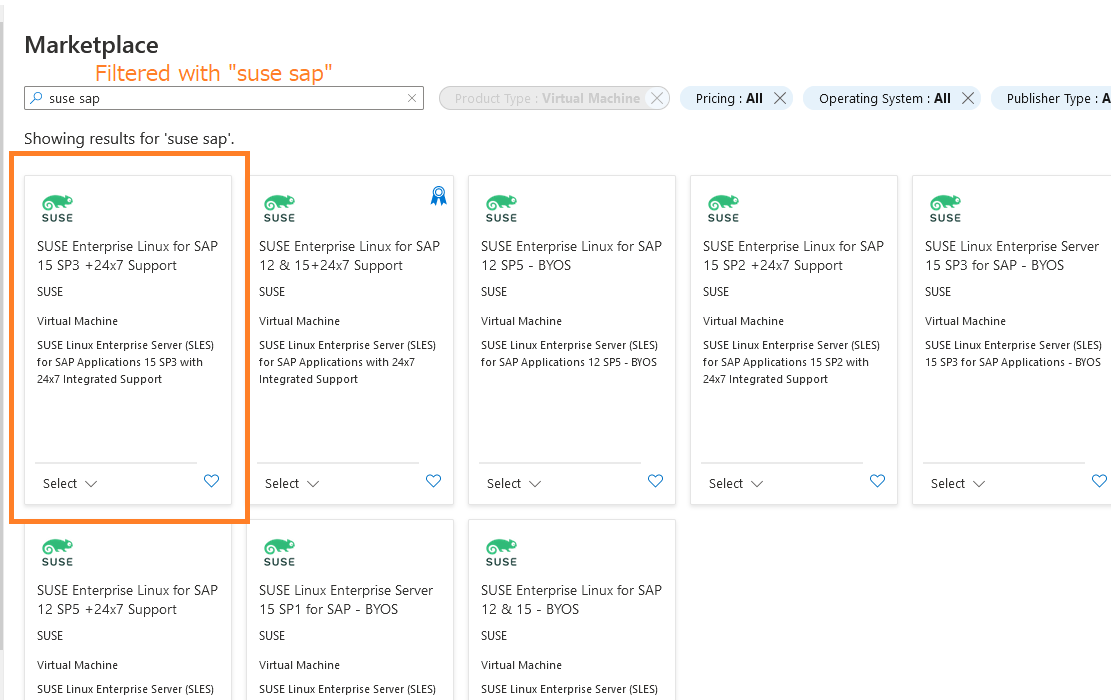 Marketplace
Filtered with "suse sap"
suse sap
Product Type : Virtual Machine
Pricing : All
Operating System : All
Publisher Type : A
Showing results for 'suse sap'.
SUSE
SUSE Enterprise Linux for SAP
15 SP3 +24x7 Support
SUSE
Virtual Machine
SUSE Linux Enterprise Server (SLES)
for SAP Applications 15 SP3 with
24x7 Integrated Support
Select
SUSE
SUSE Enterprise Linux for SAP
12 & 15+24x7 Support
SUSE
Virtual Machine
SUSE Linux Enterprise Server (SLES)
for SAP Applications with 24x7
Integrated Support
Select
SUSE
SUSE Enterprise Linux for SAP
12 SP5 - BYOS
SUSE
Virtual Machine
SUSE Linux Enterprise Server (SLES)
for SAP Applications 12 SP5 - BYOS
Select
SUSE
SUSE Enterprise Linux for SAP
15 SP2 +24x7 Support
SUSE
Virtual Machine
SUSE Linux Enterprise Server (SLES)
for SAP Applications 15 SP2 with
24x7 Integrated Support
Select
SUSE
SUSE Linux Enterprise Server
15 SP3 for SAP - BYOS
SUSE
Virtual Machine
SUSE Linux Enterprise Server (SLES)
15 SP3 for SAP Applications - BYOS
Select
SUSE
SUSE Enterprise Linux for SAP
12 SP5 +24x7 Support
SUSE
Virtual Machine
SUSE Linux Enterprise Server (SLES)
SUSE
SUSE Linux Enterprise Server
15 SP1 for SAP - BYOS
SUSE
Virtual Machine
SUSE Linux Enterprise Server (SLES)
SUSE
SUSE Enterprise Linux for SAP
12 & 15 - BYOS
SUSE
Virtual Machine
SUSE Linux Enterprise Server (SLES)